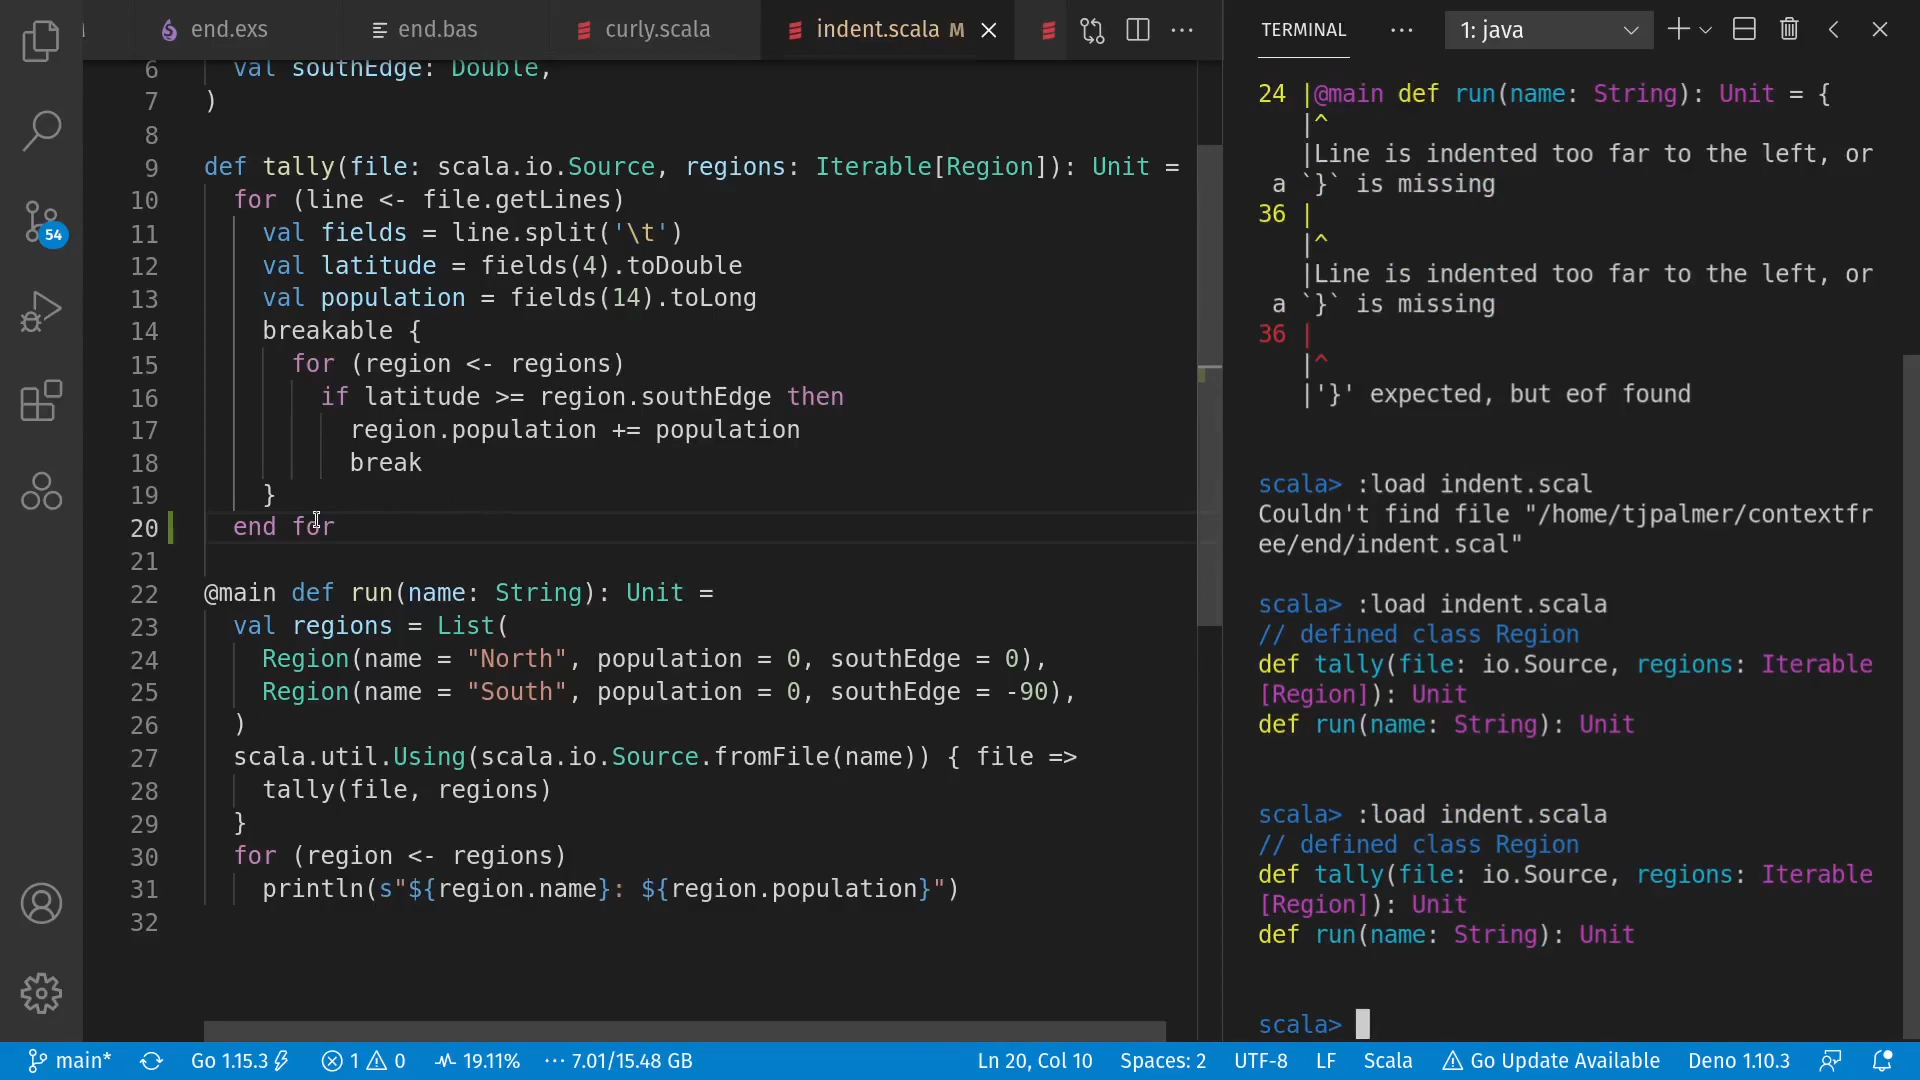 end.exs
end.bas
curly.scala
indent.scala M
TERMINAL
1: java
6 val southEdge: Double,
7 )
8
9 def tally(file: scala.io.Source, regions: Iterable[Region]): Unit =
10 for (line <- file.getLines)
11 val fields = line.split('\t')
12 val latitude = fields(4).toDouble
13 val population = fields(14).toLong
14 breakable {
15 for (region <- regions)
16 if latitude >= region.southEdge then
17 region.population += population
18 break
19 }
20 end for
21
22 @main def run(name: String): Unit =
23 val regions = List(
24 Region(name = "North", population = 0, southEdge = 0),
25 Region(name = "South", population = 0, southEdge = -90),
26 )
27 scala.util.Using(scala.io.Source.fromFile(name)) { file =>
28 tally(file, regions)
29 }
30 for (region <- regions)
31 println(s"${region.name}: ${region.population}")
32
24 |@main def run(name: String): Unit = {
|^
|Line is indented too far to the left, or
a `}` is missing
36 |
|^
|Line is indented too far to the left, or
a `}` is missing
36 |
|^
|'}' expected, but eof found
scala> :load indent.scal
Couldn't find file "/home/tjpalmer/contextfr
ee/end/indent.scal"
scala> :load indent.scala
// defined class Region
def tally(file: io.Source, regions: Iterable
[Region]): Unit
def run(name: String): Unit
scala> :load indent.scala
// defined class Region
def tally(file: io.Source, regions: Iterable
[Region]): Unit
def run(name: String): Unit
scala>
54
main*
Go 1.15.3
1
0
19.11%
7.01/15.48 GB
Ln 20, Col 10
Spaces: 2
UTF-8
LF
Scala
Go Update Available
Deno 1.10.3